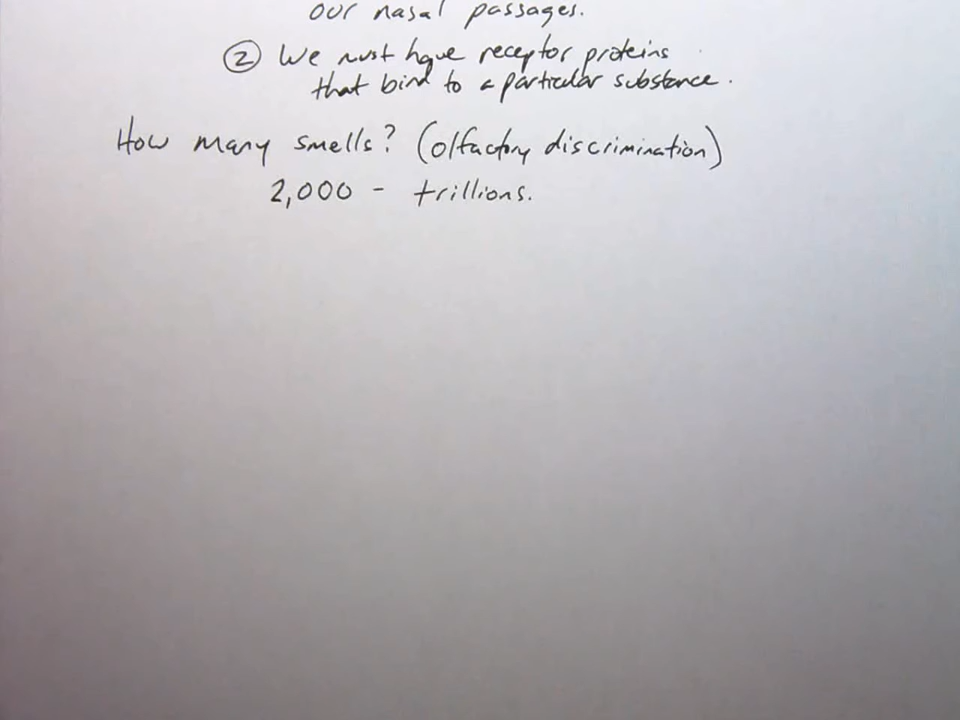 our nasal passages.
② We must have receptor proteins
that bind to a particular substance.
How many smells? (olfactory discrimination)
2,000 - trillions.